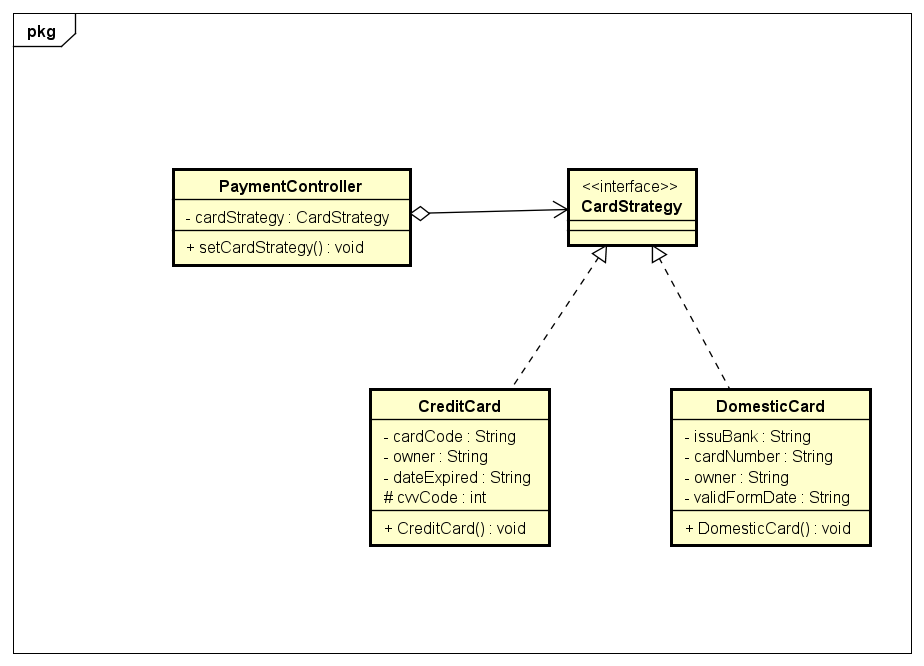 pkg
PaymentController
- cardStrategy : CardStrategy
+ setCardStrategy() : void
<<interface>>
CardStrategy
CreditCard
- cardCode : String
- owner : String
- dateExpired : String
# cvvCode : int
+ CreditCard() : void
DomesticCard
- issuBank : String
- cardNumber : String
- owner : String
- validFormDate : String
+ DomesticCard() : void